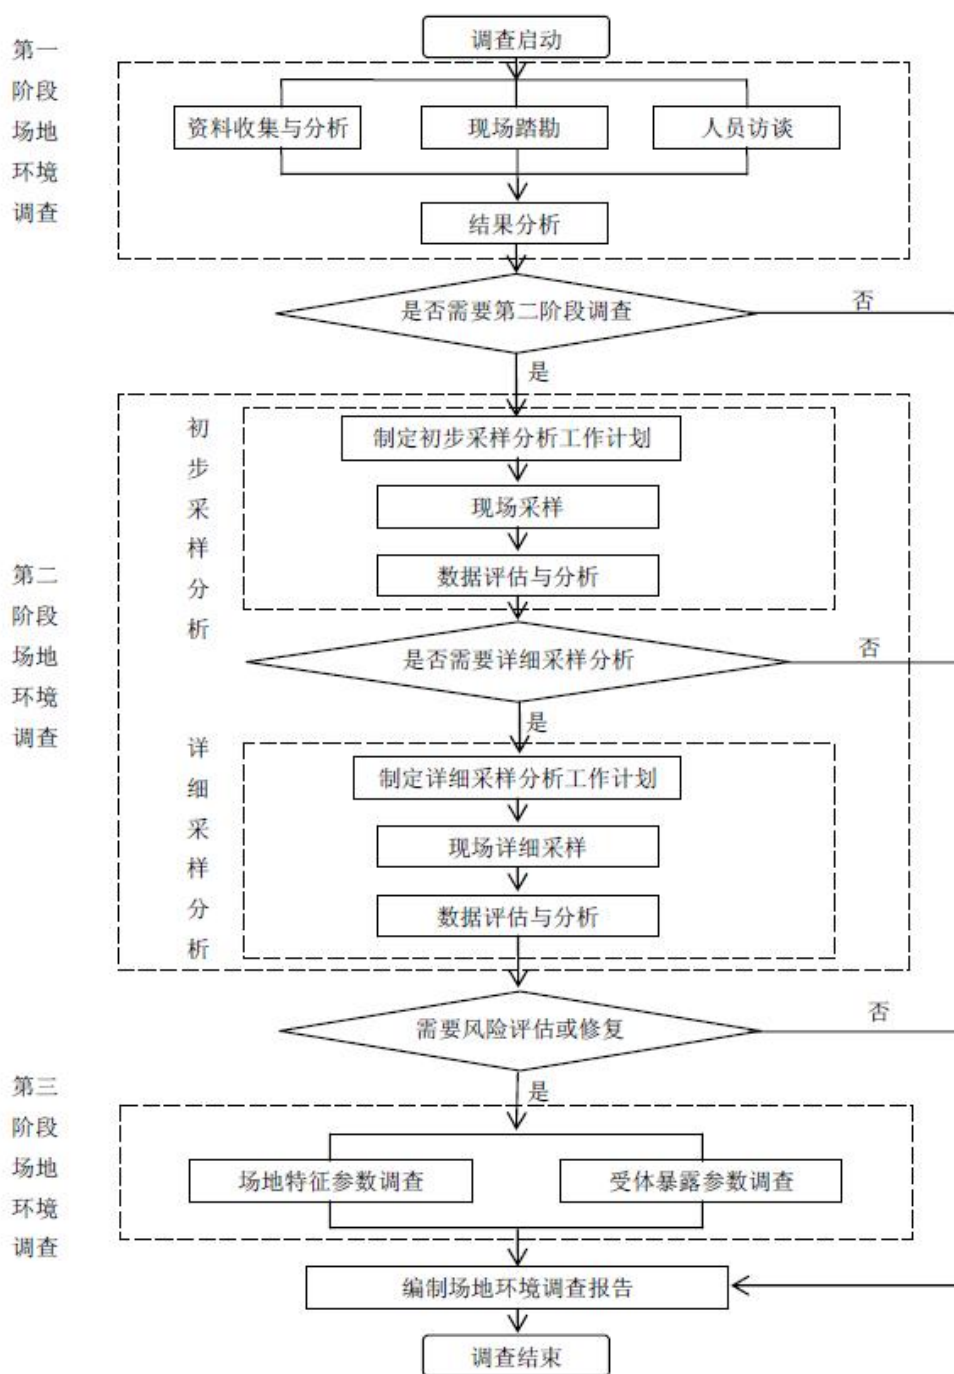 调查启动
第一
阶段
场地
环境
调查
资料收集与分析
现场踏勘
人员访谈
结果分析
是否需要第二阶段调查
否
是
第二
阶段
场地
环境
调查
初
步
采
样
分
析
制定初步采样分析工作计划
现场采样
数据评估与分析
是否需要详细采样分析
否
是
详
细
采
样
分
析
制定详细采样分析工作计划
现场详细采样
数据评估与分析
需要风险评估或修复
否
是
第三
阶段
场地
环境
调查
场地特征参数调查
受体暴露参数调查
编制场地环境调查报告
调查结束